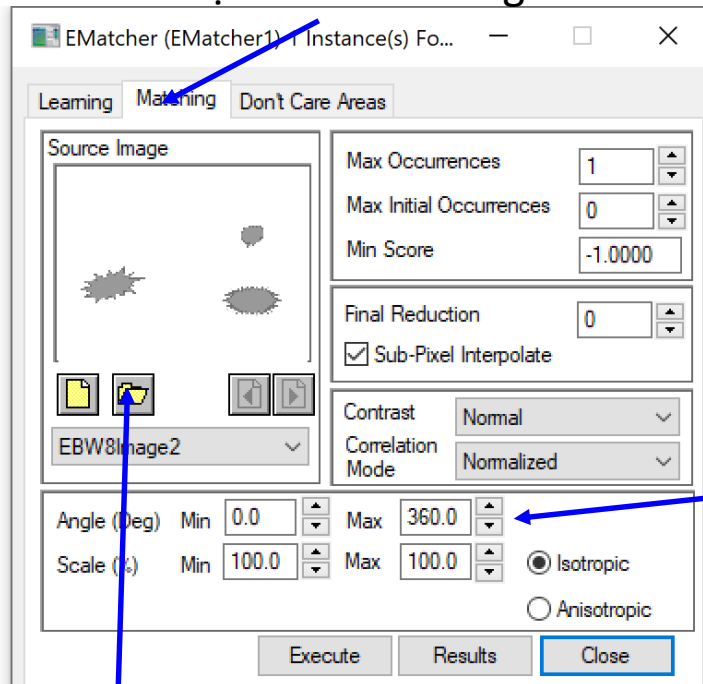 EMatcher (EMatcher1) 1 Instance(s) Fo...
Learning Matching Don't Care Areas
Source Image
Max Occurrences 1
Max Initial Occurrences 0
Min Score -1.0000
Final Reduction 0
Sub-Pixel Interpolate
Contrast Normal
EBW8Image2
Correlation Mode Normalized
Angle (Deg) Min 0.0 Max 360.0
Scale (%) Min 100.0 Max 100.0 Isotropic
Anisotropic
Execute Results Close